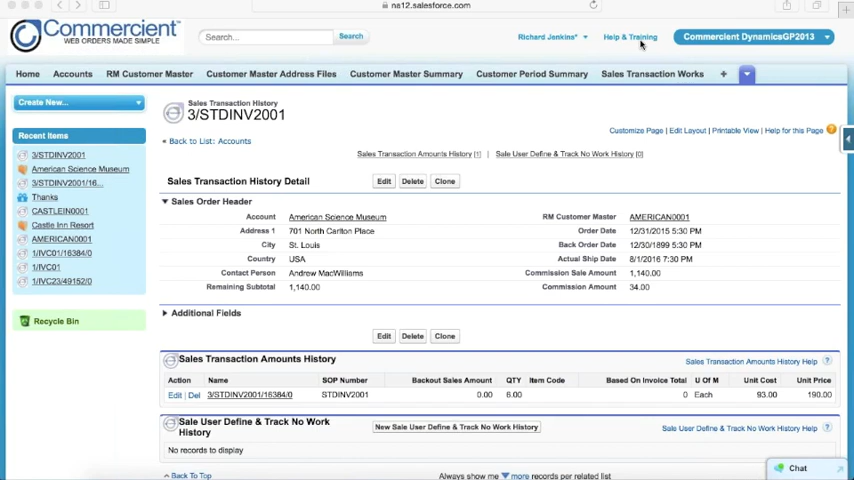 na12.salesforce.com
Commercient
WEB ORDERS MADE SIMPLE
Search...
Search
Richard Jenkins*
Help & Training
Commercient DynamicsGP2013
Home
Accounts
RM Customer Master
Customer Master Address Files
Customer Master Summary
Customer Period Summary
Sales Transaction Works
+
Create New...
Recent Items
3/STDINV2001
American Science Museum
3/STDINV2001/16...
Thanks
CASTLEIN0001
Castle Inn Resort
AMERICAN0001
1/IVC01/16384/0
1/IVC01
1/IVC23/49152/0
Recycle Bin
Sales Transaction History
3/STDINV2001
Customize Page | Edit Layout | Printable View | Help for this Page ?
« Back to List: Accounts
Sales Transaction Amounts History [1] | Sale User Define & Track No Work History [0]
Sales Transaction History Detail
Edit
Delete
Clone
Sales Order Header
Account American Science Museum RM Customer Master AMERICAN0001
Address 1 701 North Carlton Place Order Date 12/31/2015 5:30 PM
City St. Louis Back Order Date 12/30/1899 5:30 PM
Country USA Actual Ship Date 8/1/2016 7:30 PM
Contact Person Andrew MacWilliams Commission Sale Amount 1,140.00
Remaining Subtotal 1,140.00 Commission Amount 34.00
Additional Fields
Edit
Delete
Clone
Sales Transaction Amounts History
Sales Transaction Amounts History Help ?
Action Name SOP Number Backout Sales Amount QTY Item Code Based On Invoice Total U Of M Unit Cost Unit Price
Edit | Del 3/STDINV2001/16384/0 STDINV2001 0.00 6.00 0 Each 93.00 190.00
Sale User Define & Track No Work
History
New Sale User Define & Track No Work History
Sale User Define & Track No Work History Help ?
No records to display
Back To Top
Always show me more records per related list
Chat